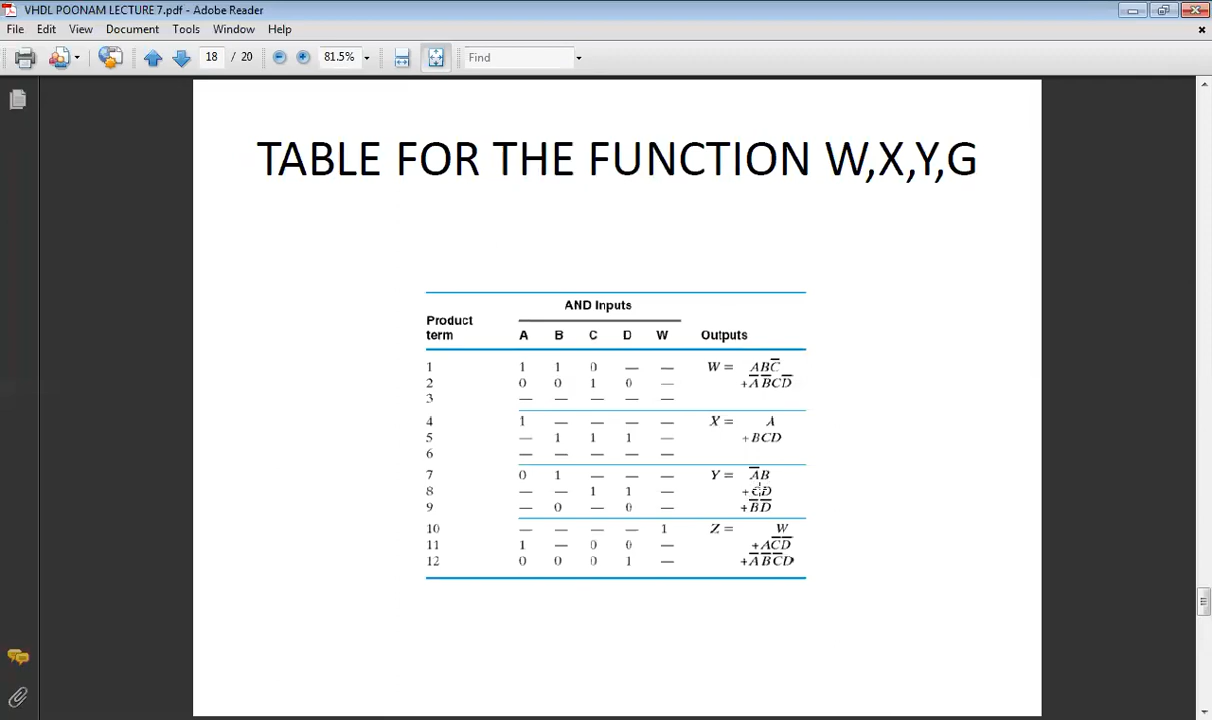 VHDL POONAM LECTURE 7.pdf - Adobe Reader
File Edit View Document Tools Window Help
18 / 20 81.5% Find
TABLE FOR THE FUNCTION W,X,Y,G
AND Inputs
Product
term A B C D W Outputs
1 1 1 0 — — W = ABC̅
2 0 0 1 0 — +A̅B̅CD̅
3 — — — — —
4 1 — — — — X = A
5 — 1 1 1 — +BCD
6 — — — — —
7 0 1 — — — Y = A̅B
8 — — 1 1 — +CD
9 — 0 — 0 — +B̅D̅
10 — — — — 1 Z = W
11 1 — 0 0 — +AC̅D̅
12 0 0 0 1 — +A̅B̅C̅D